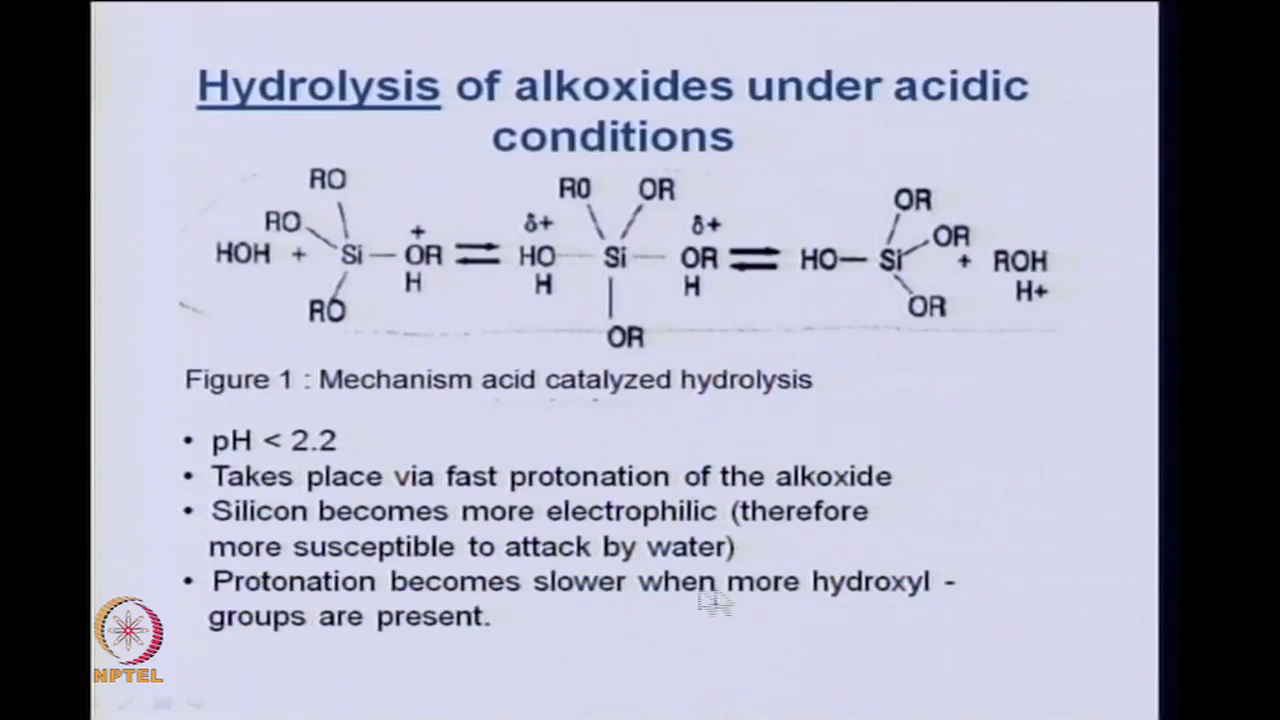 Hydrolysis of alkoxides under acidic
conditions
RO
RO
HOH + Si — OR
+
H
RO
⇌
RO OR
δ+ δ+
HO Si — OR
H H
OR
⇌
OR
OR
HO — Si + ROH
H+
OR
Figure 1 : Mechanism acid catalyzed hydrolysis
• pH < 2.2
• Takes place via fast protonation of the alkoxide
• Silicon becomes more electrophilic (therefore
more susceptible to attack by water)
• Protonation becomes slower when more hydroxyl -
groups are present.
NPTEL